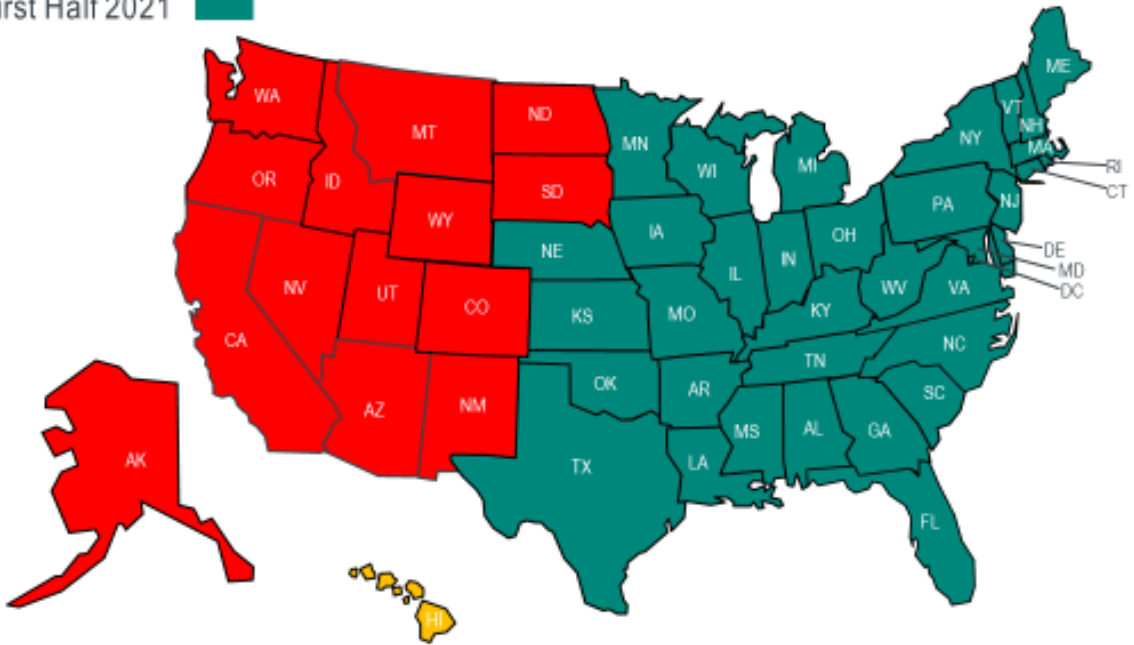 irst Half 2021
ME
WA
VT
ND
NH
MT
MN
NY
MA
WI
MI
RI
OR
ID
SD
CT
PA
NJ
WY
IA
OH
NE
DE
IN
MD
IL
NV
UT
WV
VA
DC
CO
KS
MO
KY
CA
NC
TN
OK
AR
SC
AZ
NM
MS
AL
GA
AK
TX
LA
FL
HI